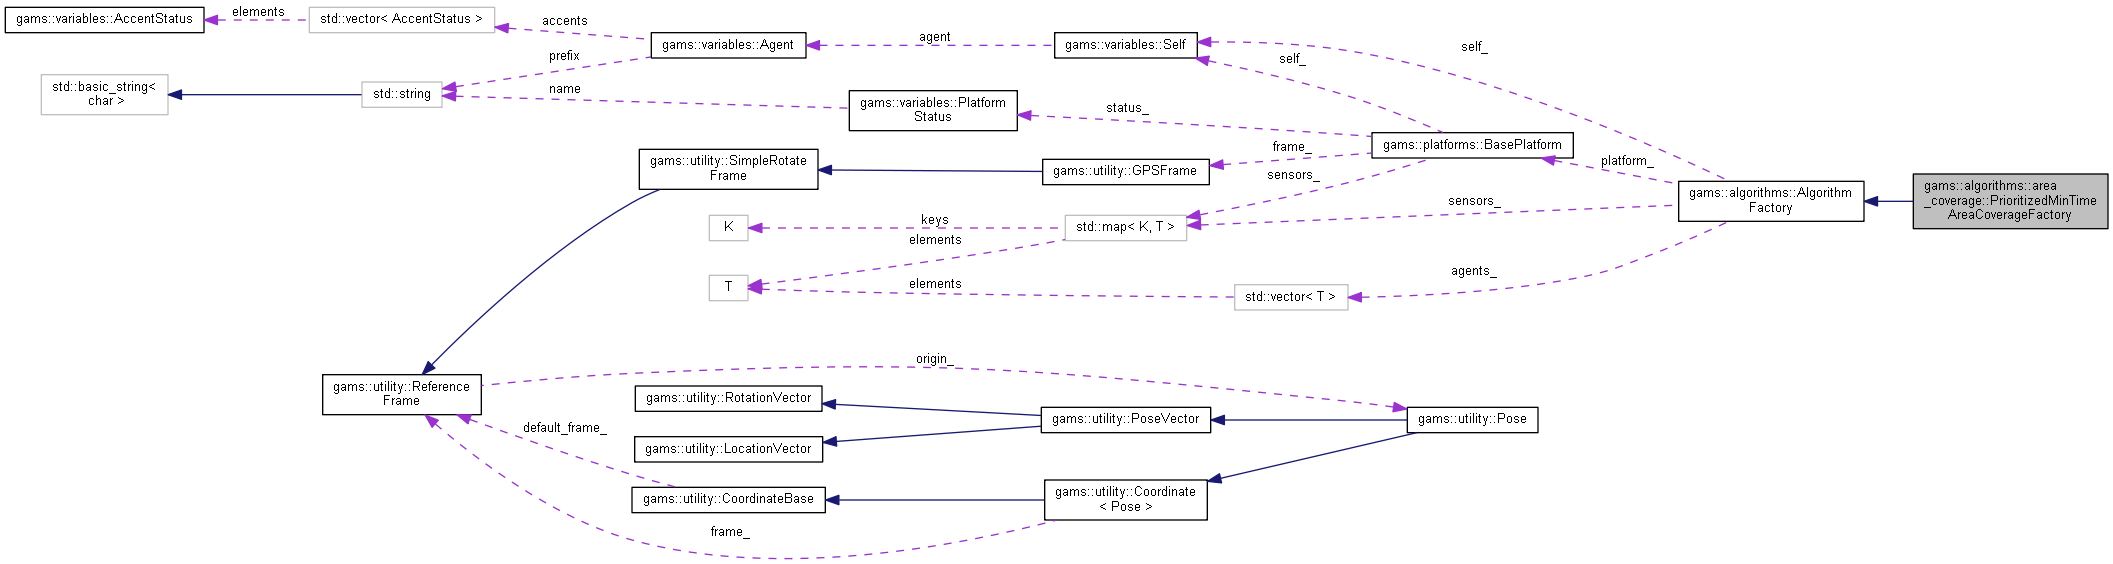 gams::variables::AccentStatus
elements
std::vector< AccentStatus >
accents
gams::variables::Agent
agent
gams::variables::Self
self_
self_
prefix
std::basic_string<
char >
std::string
name
gams::variables::Platform
Status
status_
gams::platforms::BasePlatform
platform_
gams::utility::SimpleRotate
Frame
gams::utility::GPSFrame
frame_
sensors_
gams::algorithms::Algorithm
Factory
gams::algorithms::area
_coverage::PrioritizedMinTime
AreaCoverageFactory
K
keys
std::map< K, T >
sensors_
elements
T
elements
std::vector< T >
agents_
gams::utility::Reference
Frame
origin_
gams::utility::RotationVector
gams::utility::PoseVector
gams::utility::Pose
default_frame_
gams::utility::LocationVector
gams::utility::CoordinateBase
gams::utility::Coordinate
< Pose >
frame_